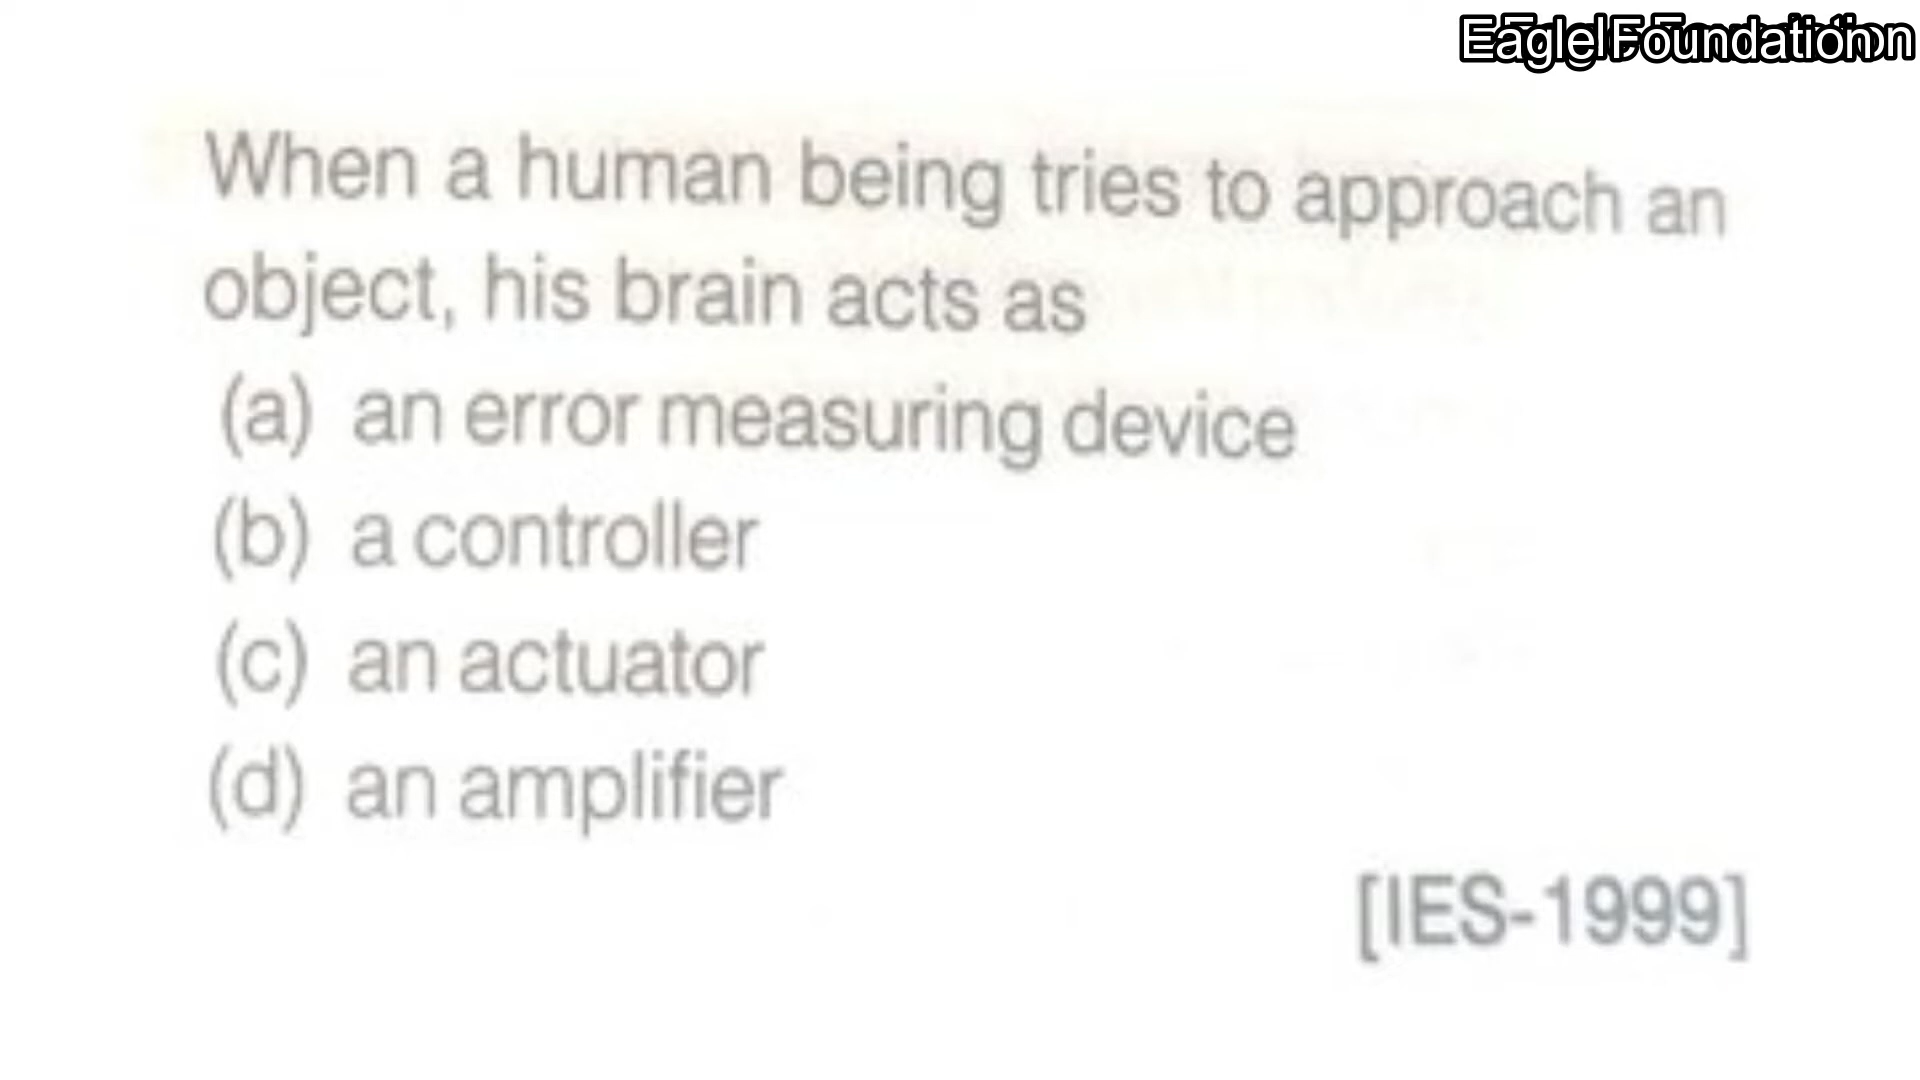 Eagle Foundation
When a human being tries to approach an
object, his brain acts as
(a) an error measuring device
(b) a controller
(c) an actuator
(d) an amplifier
[IES-1999]